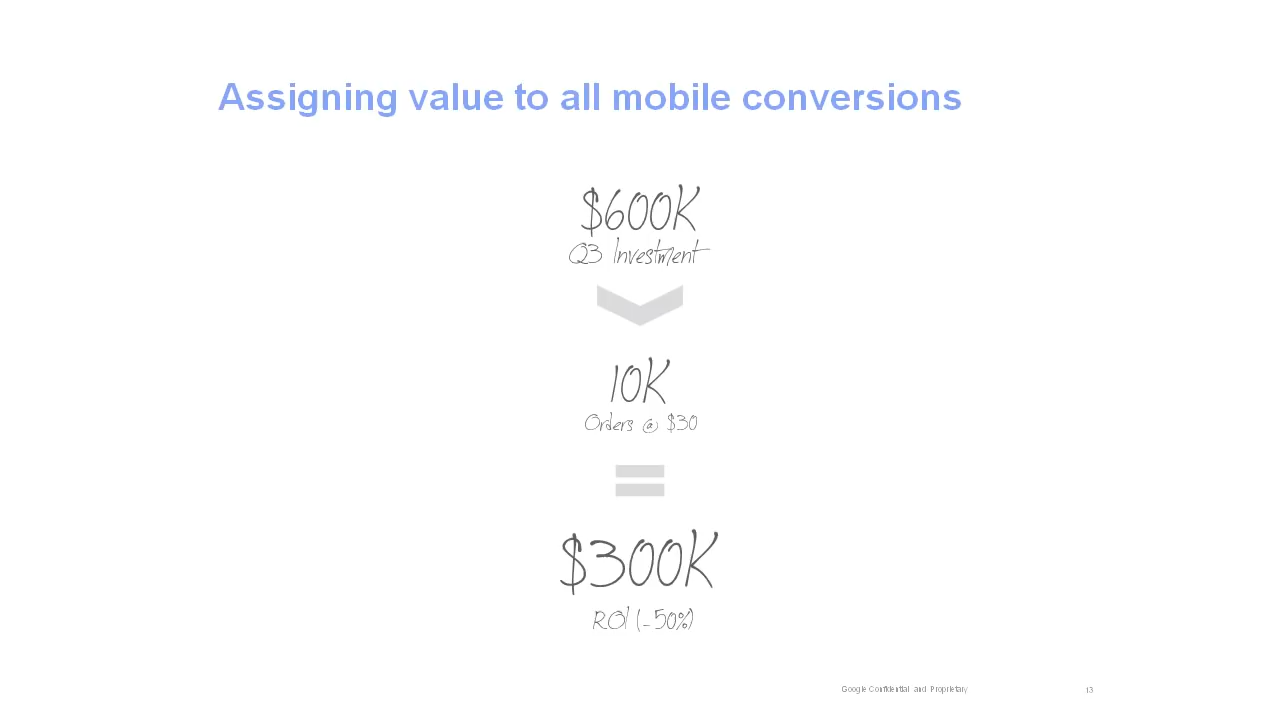 Assigning value to all mobile conversions
$600K
Q3 Investment
10K
Orders @ $30
$300K
ROI (-50%)
Google Confidential and Proprietary
13